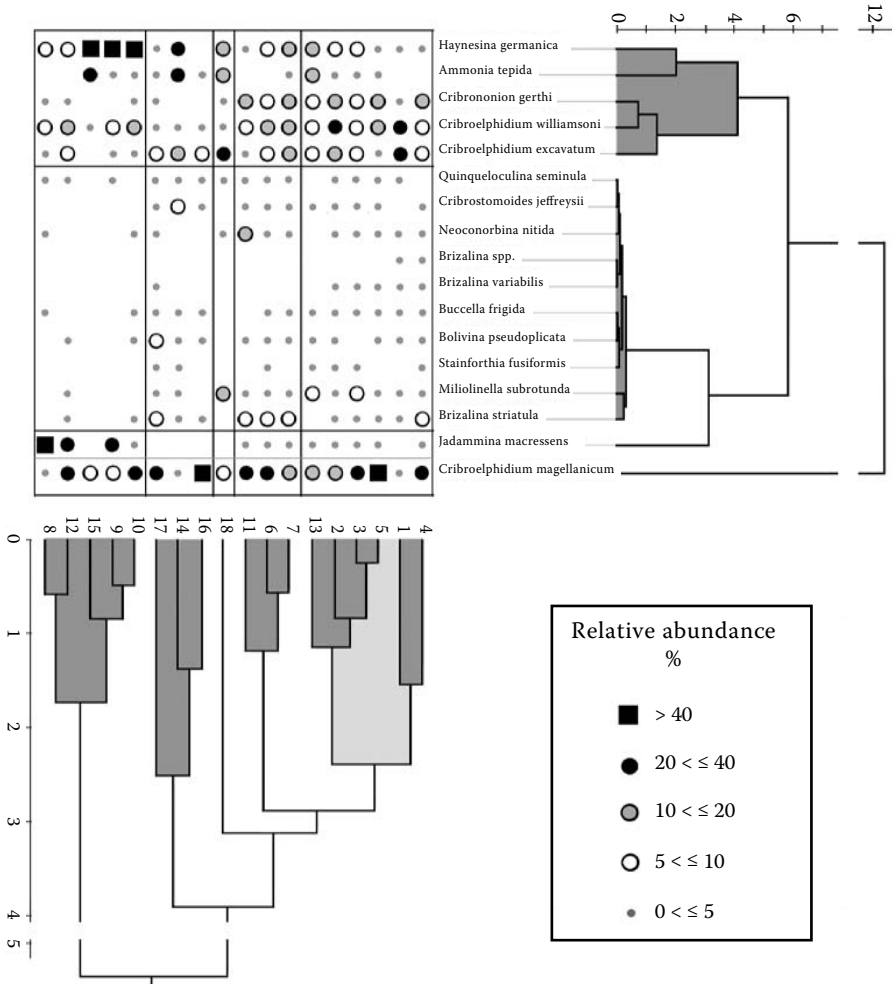 0 2 4 6 12
Haynesina germanica
Ammonia tepida
Cribrononion gerthi
Cribroelphidium williamsoni
Cribroelphidium excavatum
Quinqueloculina seminula
Cribrostomoides jeffreysii
Neoconorbina nitida
Brizalina spp.
Brizalina variabilis
Buccella frigida
Bolivina pseudoplicata
Stainforthia fusiformis
Miliolinella subrotunda
Brizalina striatula
Jadammina macressens
Cribroelphidium magellanicum
8 12 15 9 10 17 14 16 18 11 6 7 13 2 3 5 1 4
0
1
2
3
4
5
Relative abundance
%
> 40
20 < ≤ 40
10 < ≤ 20
5 < ≤ 10
0 < ≤ 5